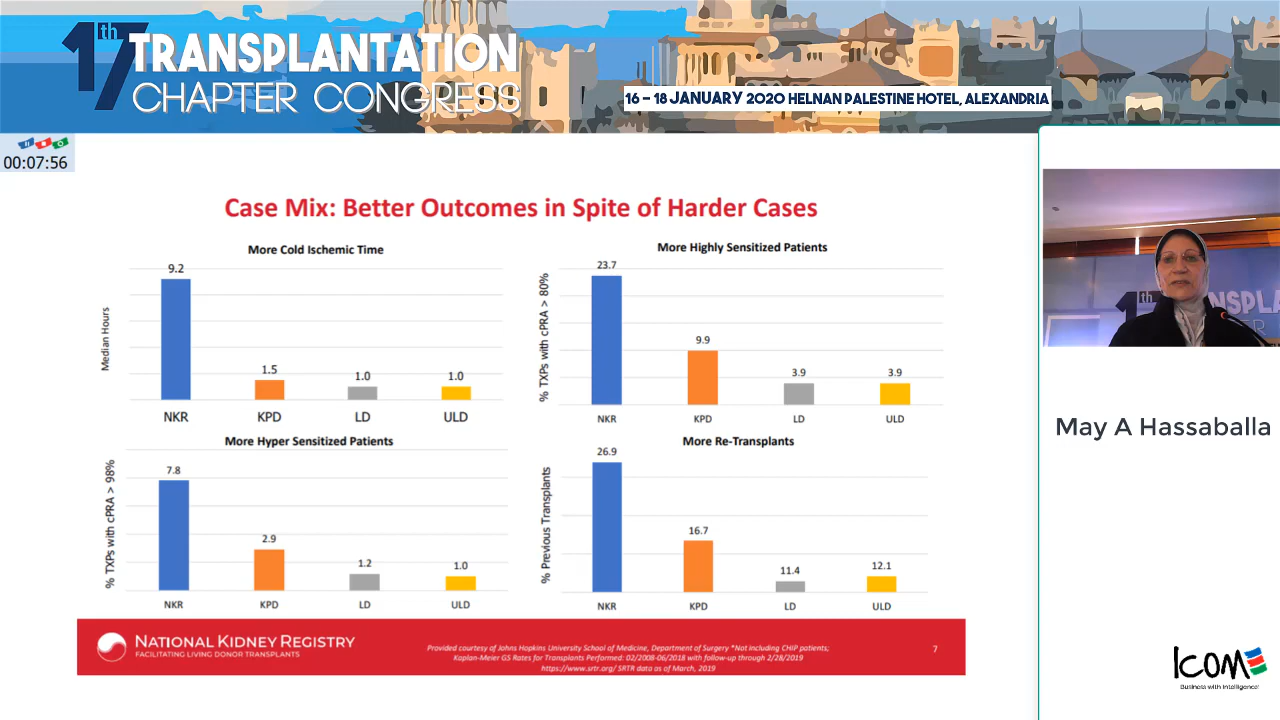 17th TRANSPLANTATION
CHAPTER CONGRESS
16 – 18 JANUARY 2020 HELNAN PALESTINE HOTEL, ALEXANDRIA
00:07:56
Case Mix: Better Outcomes in Spite of Harder Cases
More Cold Ischemic Time
Median Hours
9.2
1.5
1.0
1.0
NKR
KPD
LD
ULD
More Highly Sensitized Patients
% TXPs with cPRA > 80%
23.7
9.9
3.9
3.9
NKR
KPD
LD
ULD
More Hyper Sensitized Patients
% TXPs with cPRA > 98%
7.8
2.9
1.2
1.0
NKR
KPD
LD
ULD
More Re-Transplants
% Previous Transplants
26.9
16.7
11.4
12.1
NKR
KPD
LD
ULD
NATIONAL KIDNEY REGISTRY
FACILITATING LIVING DONOR TRANSPLANTS
Provided courtesy of Johns Hopkins University School of Medicine, Department of Surgery *Not including CHIP patients;
Kaplan-Meier GS Rates for Transplants Performed: 02/2008-06/2018 with follow-up through 2/28/2019
https://www.srtr.org/ SRTR data as of March, 2019
7
May A Hassaballa
ICOM
Business with Intelligence